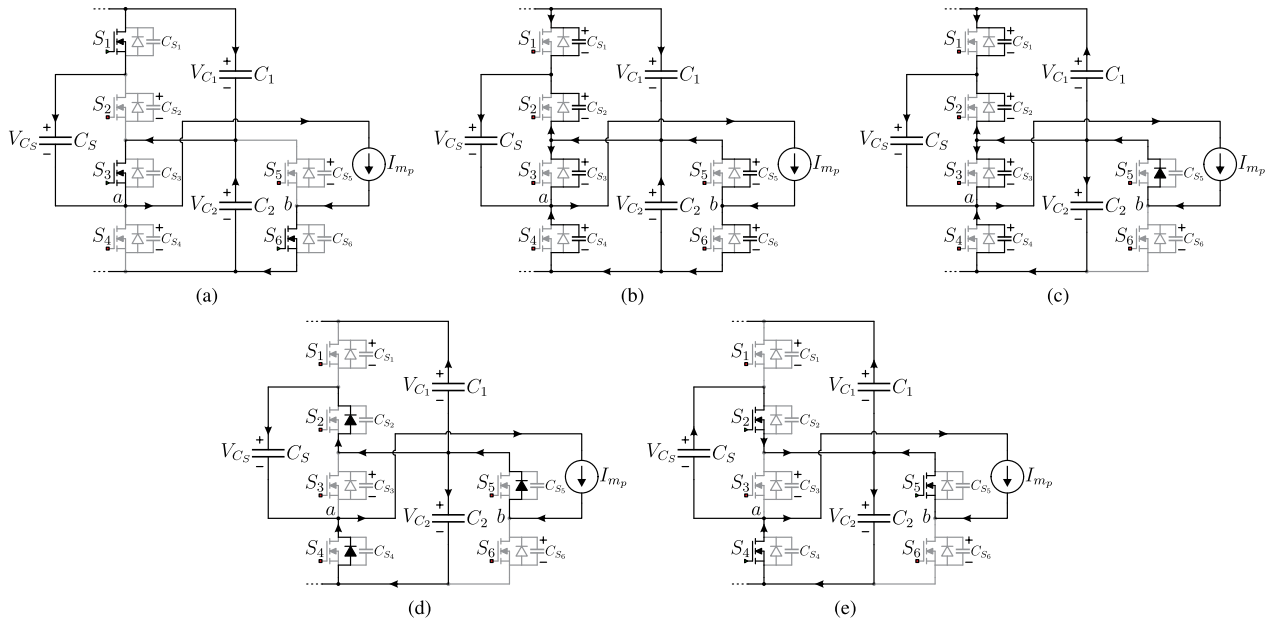 S1 CS1 VC1 C1
S2 CS2
VCS CS
S3 CS3 S5 CS5 Imp
a VC2 C2 b
S4 CS4 S6 CS6
(a)
S1 CS1 VC1 C1
S2 CS2
VCS CS
S3 CS3 S5 CS5 Imp
a VC2 C2 b
S4 CS4 S6 CS6
(b)
S1 CS1 VC1 C1
S2 CS2
VCS CS
S3 CS3 S5 CS5 Imp
a VC2 C2 b
S4 CS4 S6 CS6
(c)
S1 CS1 VC1 C1
S2 CS2
VCS CS
S3 CS3 S5 CS5 Imp
a VC2 C2 b
S4 CS4 S6 CS6
(d)
S1 CS1 VC1 C1
S2 CS2
VCS CS
S3 CS3 S5 CS5 Imp
a VC2 C2 b
S4 CS4 S6 CS6
(e)